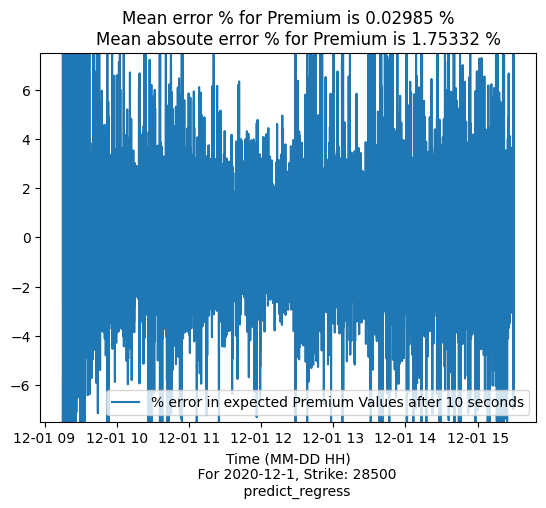 Mean error % for Premium is 0.02985 %
Mean absoute error % for Premium is 1.75332 %
6
4
2
0
−2
−4
−6
% error in expected Premium Values after 10 seconds
12-01 09 12-01 10 12-01 11 12-01 12 12-01 13 12-01 14 12-01 15
Time (MM-DD HH)
For 2020-12-1, Strike: 28500
predict_regress